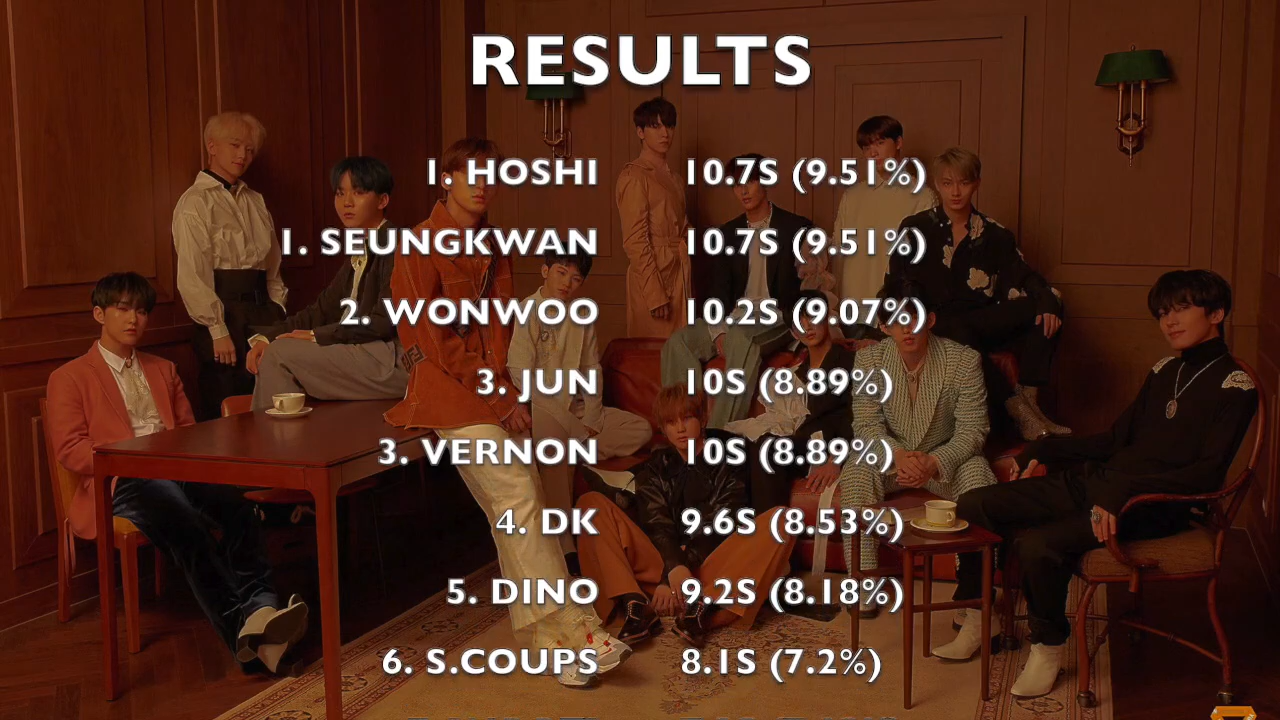 RESULTS
1. HOSHI 10.7S (9.51%)
1. SEUNGKWAN 10.7S (9.51%)
2. WONWOO 10.2S (9.07%)
3. JUN 10S (8.89%)
3. VERNON 10S (8.89%)
4. DK 9.6S (8.53%)
5. DINO 9.2S (8.18%)
6. S.COUPS 8.1S (7.2%)